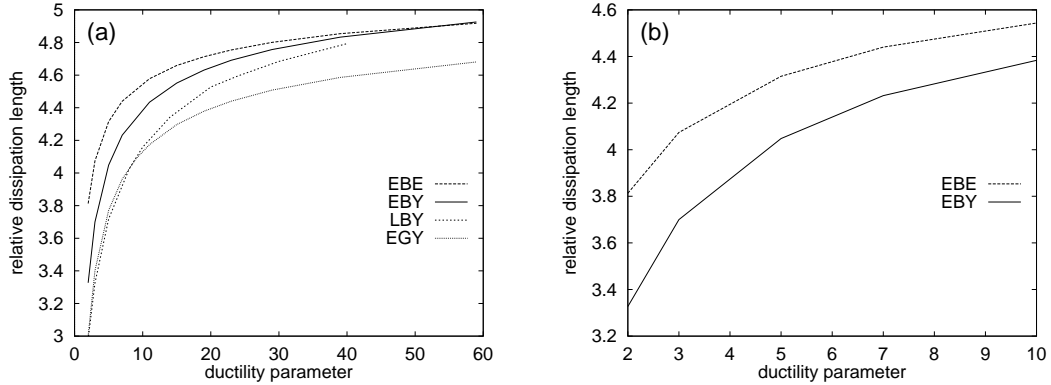 (a)
relative dissipation length
5
4.8
4.6
4.4
4.2
4
3.8
3.6
3.4
3.2
3
EBE
EBY
LBY
EGY
0 10 20 30 40 50 60
ductility parameter
(b)
relative dissipation length
4.6
4.4
4.2
4
3.8
3.6
3.4
3.2
EBE
EBY
2 3 4 5 6 7 8 9 10
ductility parameter